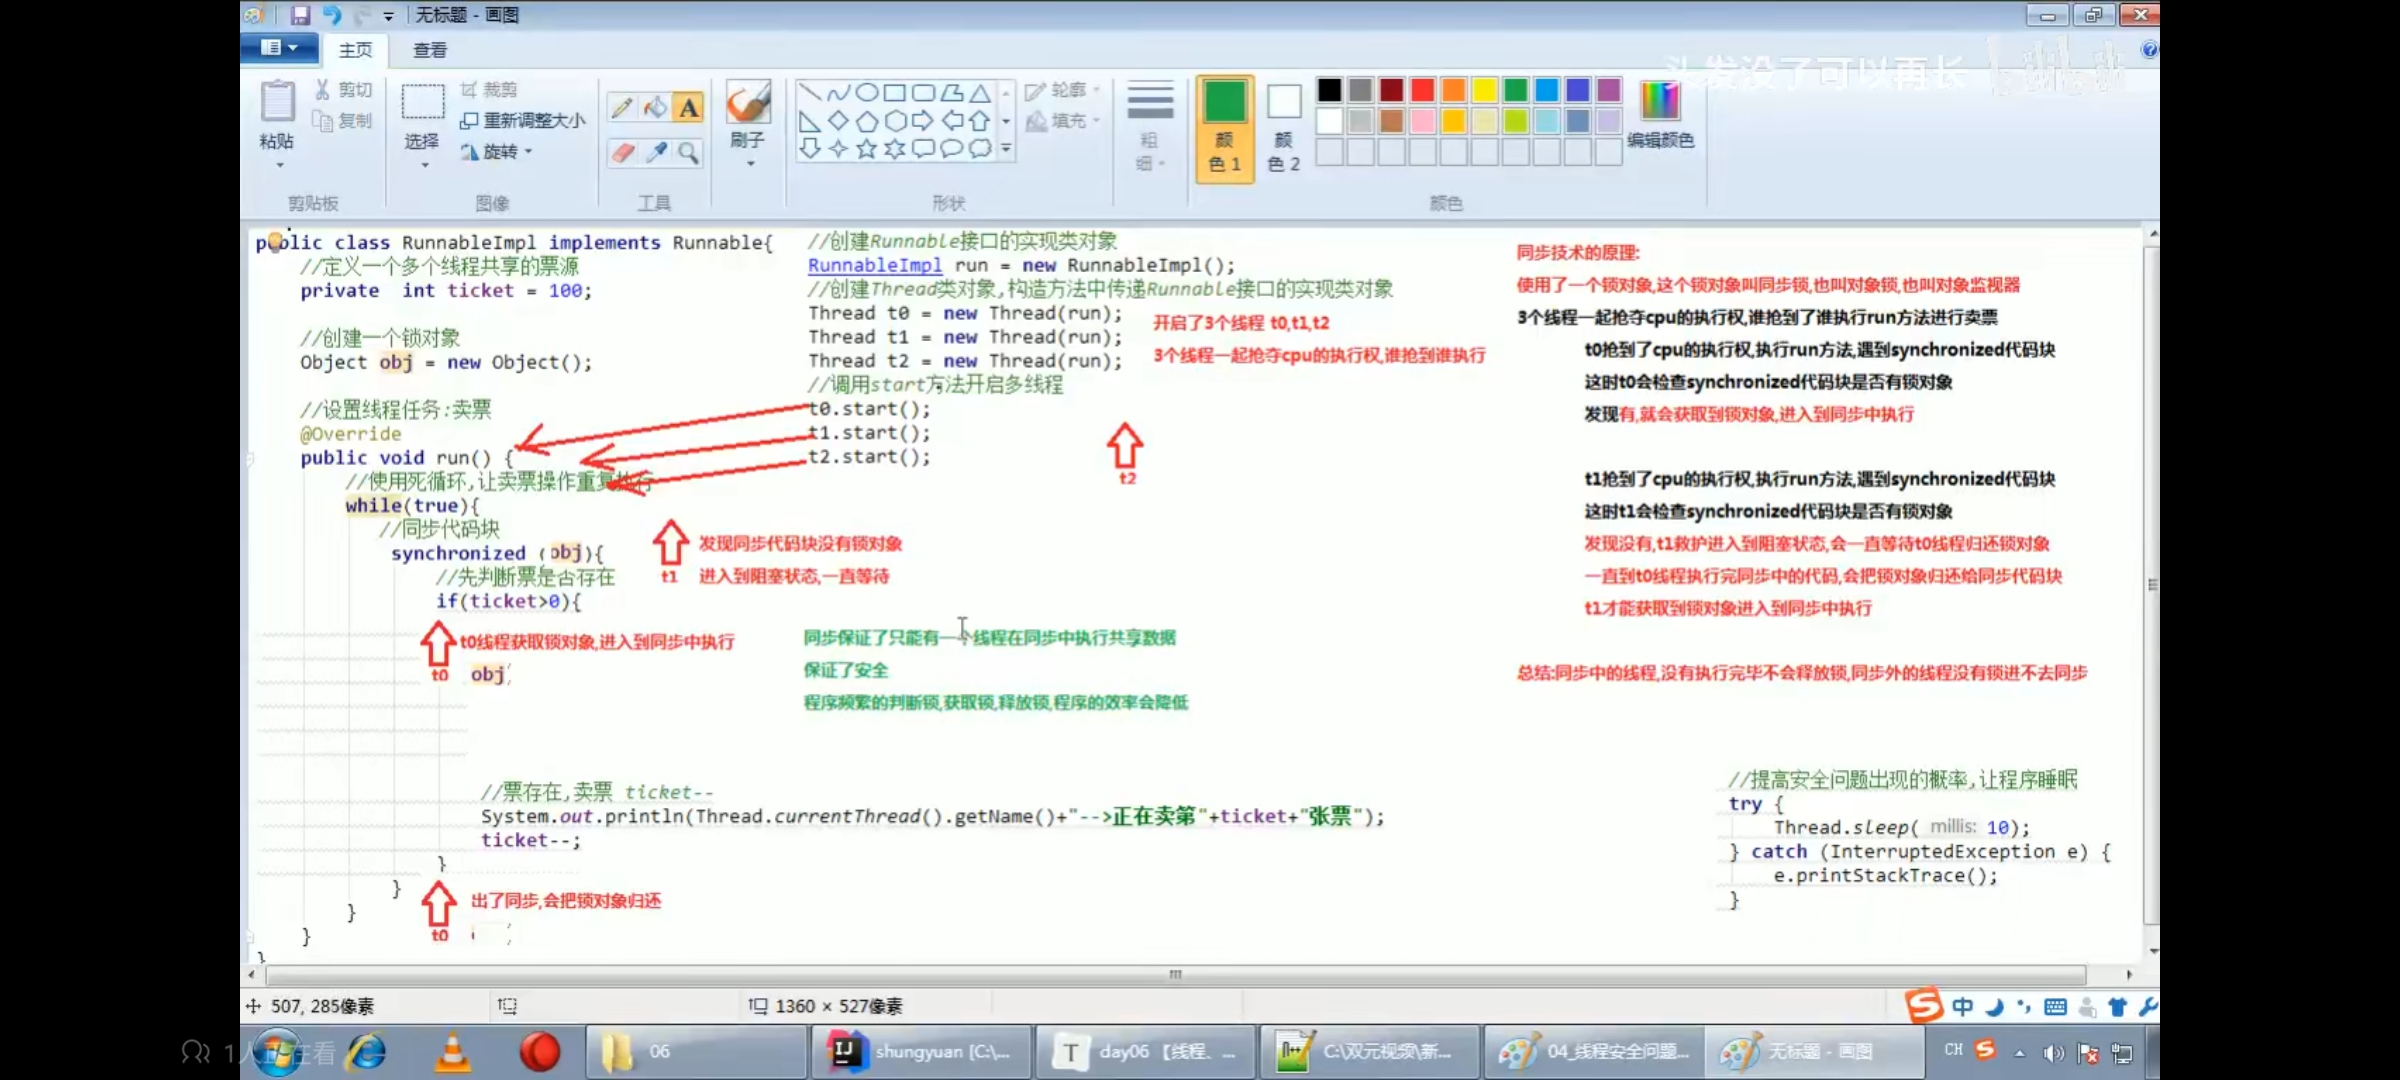 无标题 - 画图
主页
查看
头发没了可以再长 bilibili
粘贴
剪切
复制
剪贴板
选择
裁剪
重新调整大小
旋转
图像
A
工具
刷子
轮廓
填充
形状
粗细
颜色 1
颜色 2
编辑颜色
颜色
public class RunnableImpl implements Runnable{
//定义一个多个线程共享的票源
private int ticket = 100;
//创建一个锁对象
Object obj = new Object();
//设置线程任务:卖票
@Override
public void run() {
//使用死循环,让卖票操作重复执行
while(true){
//同步代码块
synchronized (obj){
//先判断票是否存在
if(ticket>0){
t0线程获取锁对象,进入到同步中执行
t0
obj
//票存在,卖票 ticket--
System.out.println(Thread.currentThread().getName()+"-->正在卖第"+ticket+"张票");
ticket--;
}
}
}
}
}
出了同步,会把锁对象归还
t0
//创建Runnable接口的实现类对象
RunnableImpl run = new RunnableImpl();
//创建Thread类对象,构造方法中传递Runnable接口的实现类对象
Thread t0 = new Thread(run);
Thread t1 = new Thread(run);
Thread t2 = new Thread(run);
//调用start方法开启多线程
t0.start();
t1.start();
t2.start();
开启了3个线程 t0,t1,t2
3个线程一起抢夺cpu的执行权,谁抢到谁执行
t2
发现同步代码块没有锁对象
t1
进入到阻塞状态,一直等待
同步保证了只能有一个线程在同步中执行共享数据
保证了安全
程序频繁的判断锁,获取锁,释放锁,程序的效率会降低
同步技术的原理:
使用了一个锁对象,这个锁对象叫同步锁,也叫对象锁,也叫对象监视器
3个线程一起抢夺cpu的执行权,谁抢到了谁执行run方法进行卖票
t0抢到了cpu的执行权,执行run方法,遇到synchronized代码块
这时t0会检查synchronized代码块是否有锁对象
发现有,就会获取到锁对象,进入到同步中执行
t1抢到了cpu的执行权,执行run方法,遇到synchronized代码块
这时t1会检查synchronized代码块是否有锁对象
发现没有,t1救护进入到阻塞状态,会一直等待t0线程归还锁对象
一直到t0线程执行完同步中的代码,会把锁对象归还给同步代码块
t1才能获取到锁对象进入到同步中执行
总结:同步中的线程,没有执行完毕不会释放锁,同步外的线程没有锁进不去同步
//提高安全问题出现的概率,让程序睡眠
try {
Thread.sleep( millis: 10);
} catch (InterruptedException e) {
e.printStackTrace();
}
507, 285像素
1360 × 527像素
中
1人正在看
06
shungyuan [C:\...
day06 【线程、...
C:\双元视频\新...
04_线程安全问题...
无标题 - 画图
CH